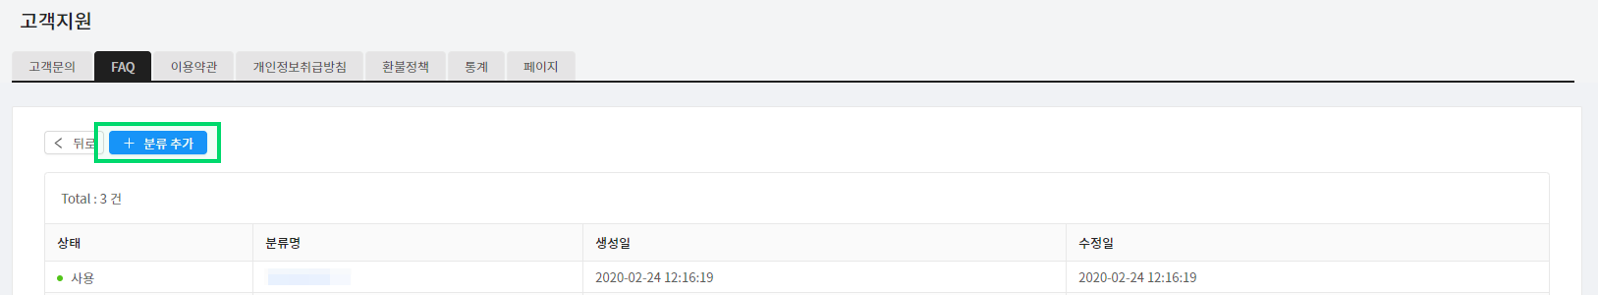 고객지원
고객문의 FAQ 이용약관 개인정보취급방침 환불정책 통계 페이지
뒤로 분류 추가
Total : 3 건
상태 분류명 생성일 수정일
사용 2020-02-24 12:16:19 2020-02-24 12:16:19